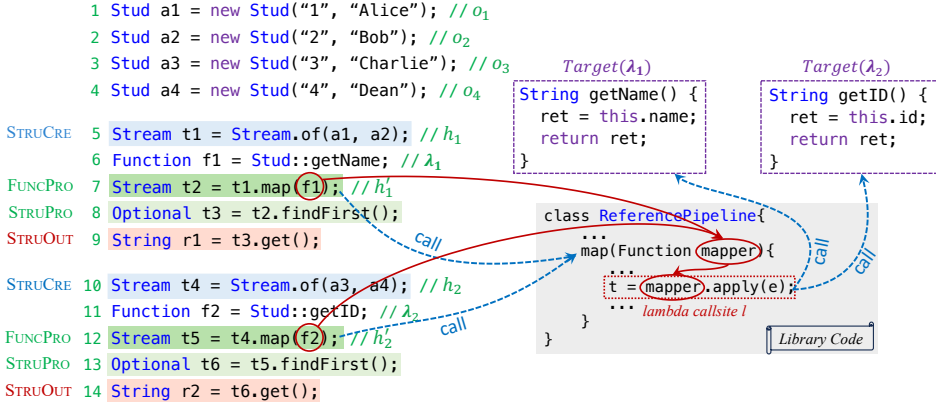 1 Stud a1 = new Stud(“1”, “Alice”); //o₁
2 Stud a2 = new Stud(“2”, “Bob”); //o₂
3 Stud a3 = new Stud(“3”, “Charlie”); //o₃
4 Stud a4 = new Stud(“4”, “Dean”); //o₄
STRUCRE 5 Stream t1 = Stream.of(a1, a2); //h₁
6 Function f1 = Stud::getName; //λ₁
FUNCPRO 7 Stream t2 = t1.map(f1); //h₁′
STRUPRO 8 Optional t3 = t2.findFirst();
STRUOUT 9 String r1 = t3.get();
STRUCRE 10 Stream t4 = Stream.of(a3, a4); //h₂
11 Function f2 = Stud::getID; //λ₂
FUNCPRO 12 Stream t5 = t4.map(f2); //h₂′
STRUPRO 13 Optional t6 = t5.findFirst();
STRUOUT 14 String r2 = t6.get();
call
call
Target(λ₁)
String getName() {
ret = this.name;
return ret;
}
Target(λ₂)
String getID() {
ret = this.id;
return ret;
}
call
call
class ReferencePipeline{
...
map(Function mapper){
...
t = mapper.apply(e);
... lambda callsite l
}
}
Library Code